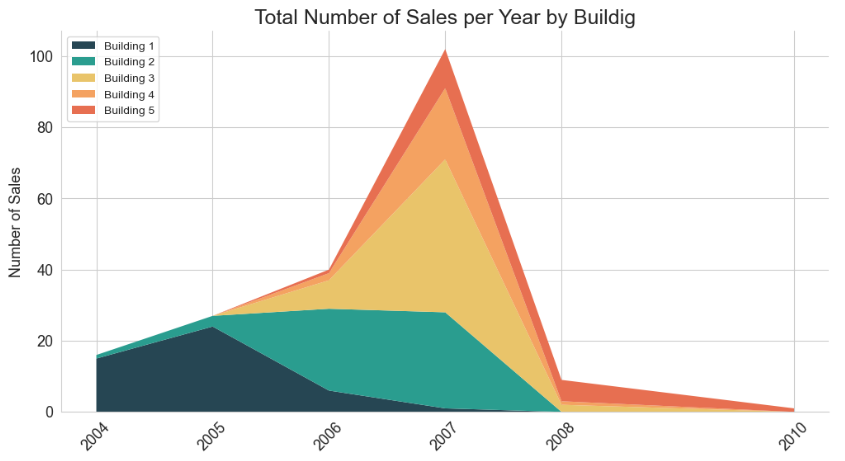 Total Number of Sales per Year by Buildig
Building 1
Building 2
Building 3
Building 4
Building 5
Number of Sales
100
80
60
40
20
0
2004
2005
2006
2007
2008
2010